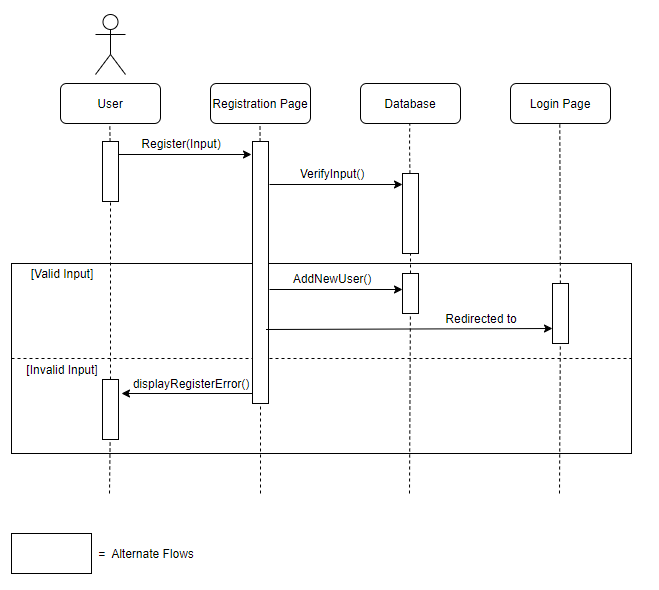 User
Registration Page
Database
Login Page
Register(Input)
VerifyInput()
[Valid Input]
AddNewUser()
Redirected to
[Invalid Input]
displayRegisterError()
= Alternate Flows